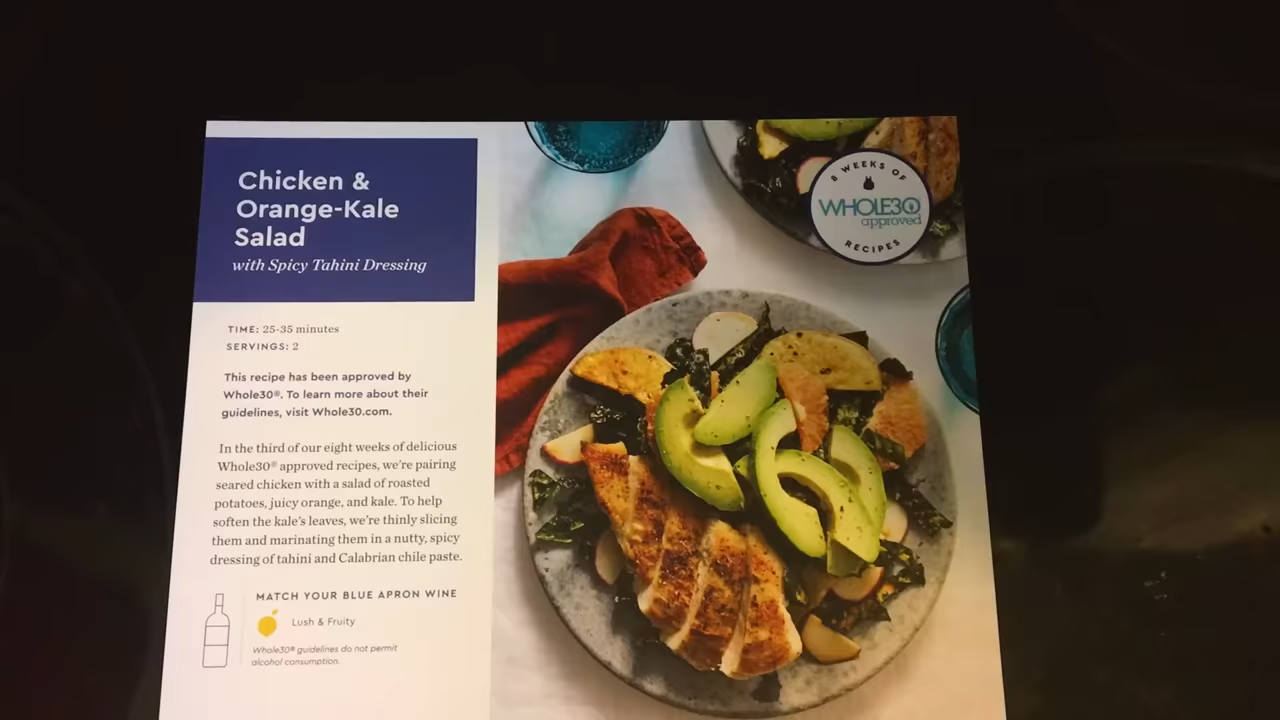 Chicken &
Orange-Kale
Salad
with Spicy Tahini Dressing
TIME: 25-35 minutes
SERVINGS: 2
This recipe has been approved by
Whole30®. To learn more about their
guidelines, visit Whole30.com.
In the third of our eight weeks of delicious
Whole30® approved recipes, we're pairing
seared chicken with a salad of roasted
potatoes, juicy orange, and kale. To help
soften the kale's leaves, we're thinly slicing
them and marinating them in a nutty, spicy
dressing of tahini and Calabrian chile paste.
MATCH YOUR BLUE APRON WINE
Lush & Fruity
Whole30® guidelines do not permit
alcohol consumption.
8 WEEKS OF
WHOLE30
approved
RECIPES